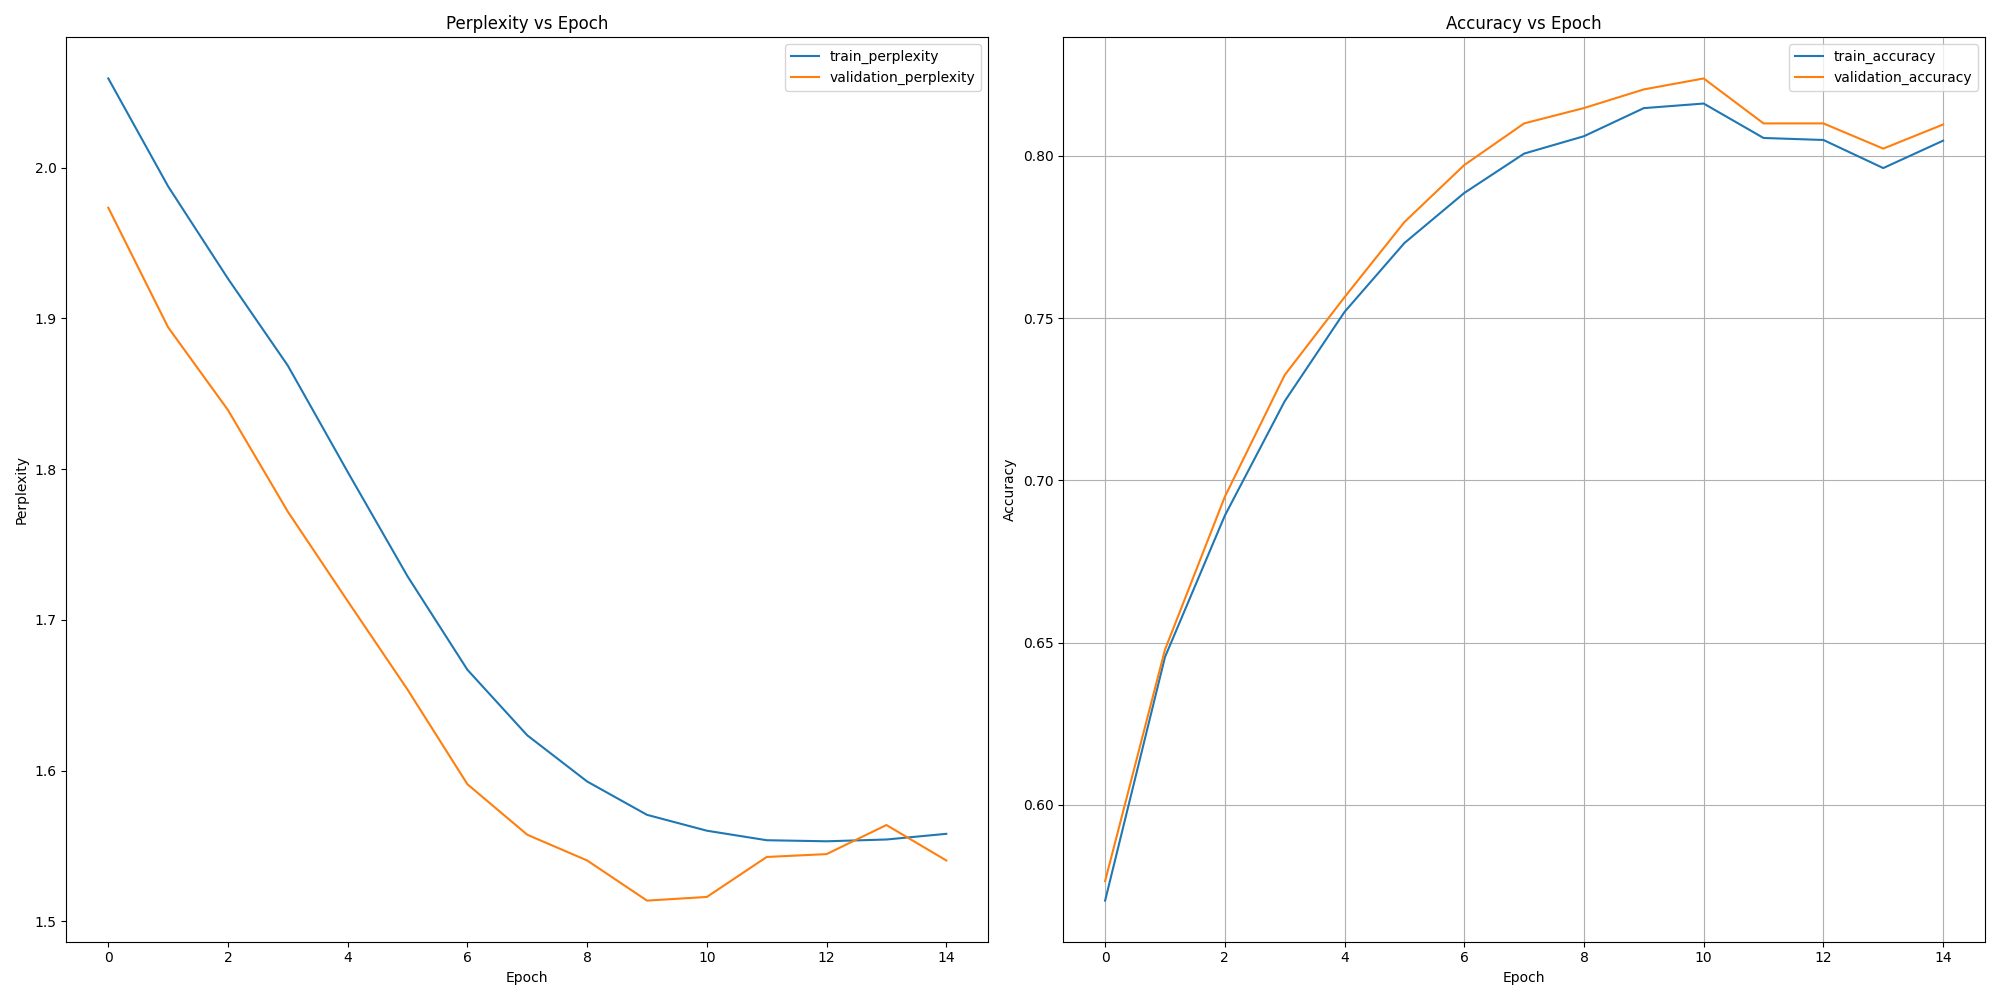 Perplexity vs Epoch
train_perplexity
validation_perplexity
2.0
1.9
1.8
1.7
1.6
1.5
Perplexity
0 2 4 6 8 10 12 14
Epoch
Accuracy vs Epoch
train_accuracy
validation_accuracy
0.80
0.75
0.70
0.65
0.60
Accuracy
0 2 4 6 8 10 12 14
Epoch